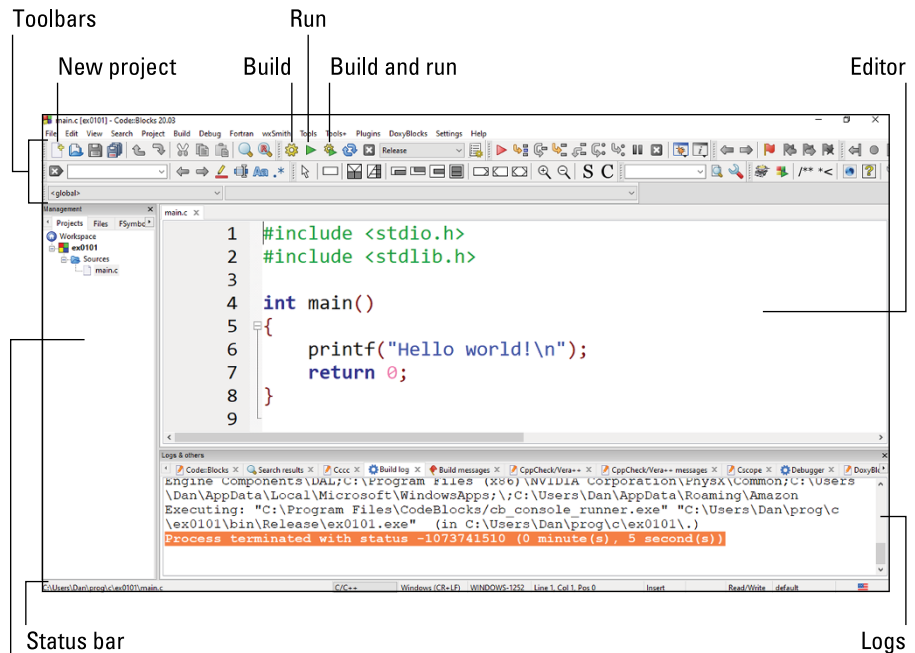 Toolbars
Run
New project
Build
Build and run
Editor
main.c [ex0101] - Code::Blocks 20.03
File Edit View Search Project Build Debug Fortran wxSmith Tools Tools+ Plugins DoxyBlocks Settings Help
Release
Aa .* S C /** *<
<global>
Management
Projects Files FSymbo
main.c
Workspace
ex0101
Sources
main.c
1 #include <stdio.h>
2 #include <stdlib.h>
3
4 int main()
5 {
6 printf("Hello world!\n");
7 return 0;
8 }
9
Logs & others
Code::Blocks Search results Cccc Build log Build messages CppCheck/Vera++ CppCheck/Vera++ messages Cscope Debugger DoxyBl
Engine Components\DAL;C:\Program Files (x86)\NVIDIA Corporation\PhysX\Common;C:\Users
\Dan\AppData\Local\Microsoft\WindowsApps;\;C:\Users\Dan\AppData\Roaming\Amazon
Executing: "C:\Program Files\CodeBlocks/cb_console_runner.exe" "C:\Users\Dan\prog\c
\ex0101\bin\Release\ex0101.exe" (in C:\Users\Dan\prog\c\ex0101\.)
Process terminated with status -1073741510 (0 minute(s), 5 second(s))
C:\Users\Dan\prog\c\ex0101\main.c C/C++ Windows (CR+LF) WINDOWS-1252 Line 1, Col 1, Pos 0 Insert Read/Write default
Status bar
Logs